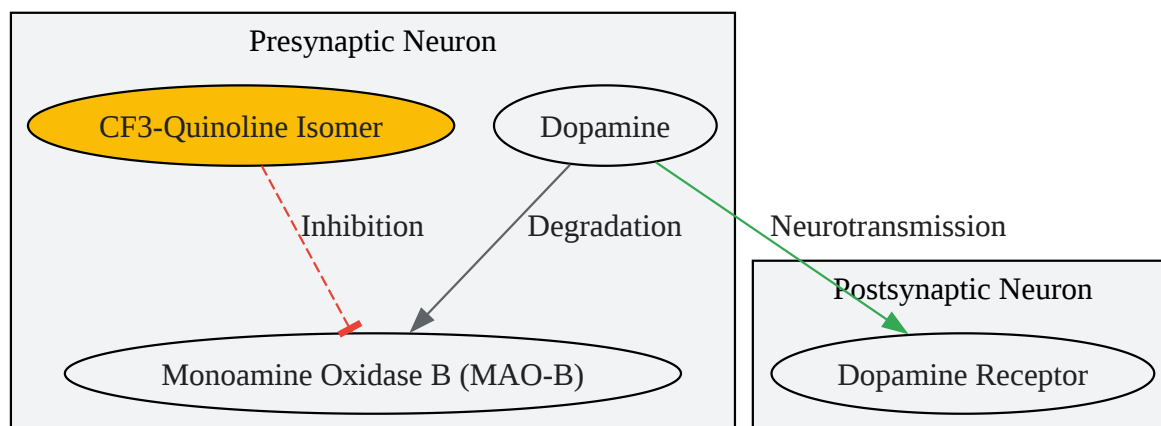 Presynaptic Neuron
CF3-Quinoline Isomer
Dopamine
Inhibition
Degradation
Neurotransmission
Postsynaptic Neuron
Monoamine Oxidase B (MAO-B)
Dopamine Receptor